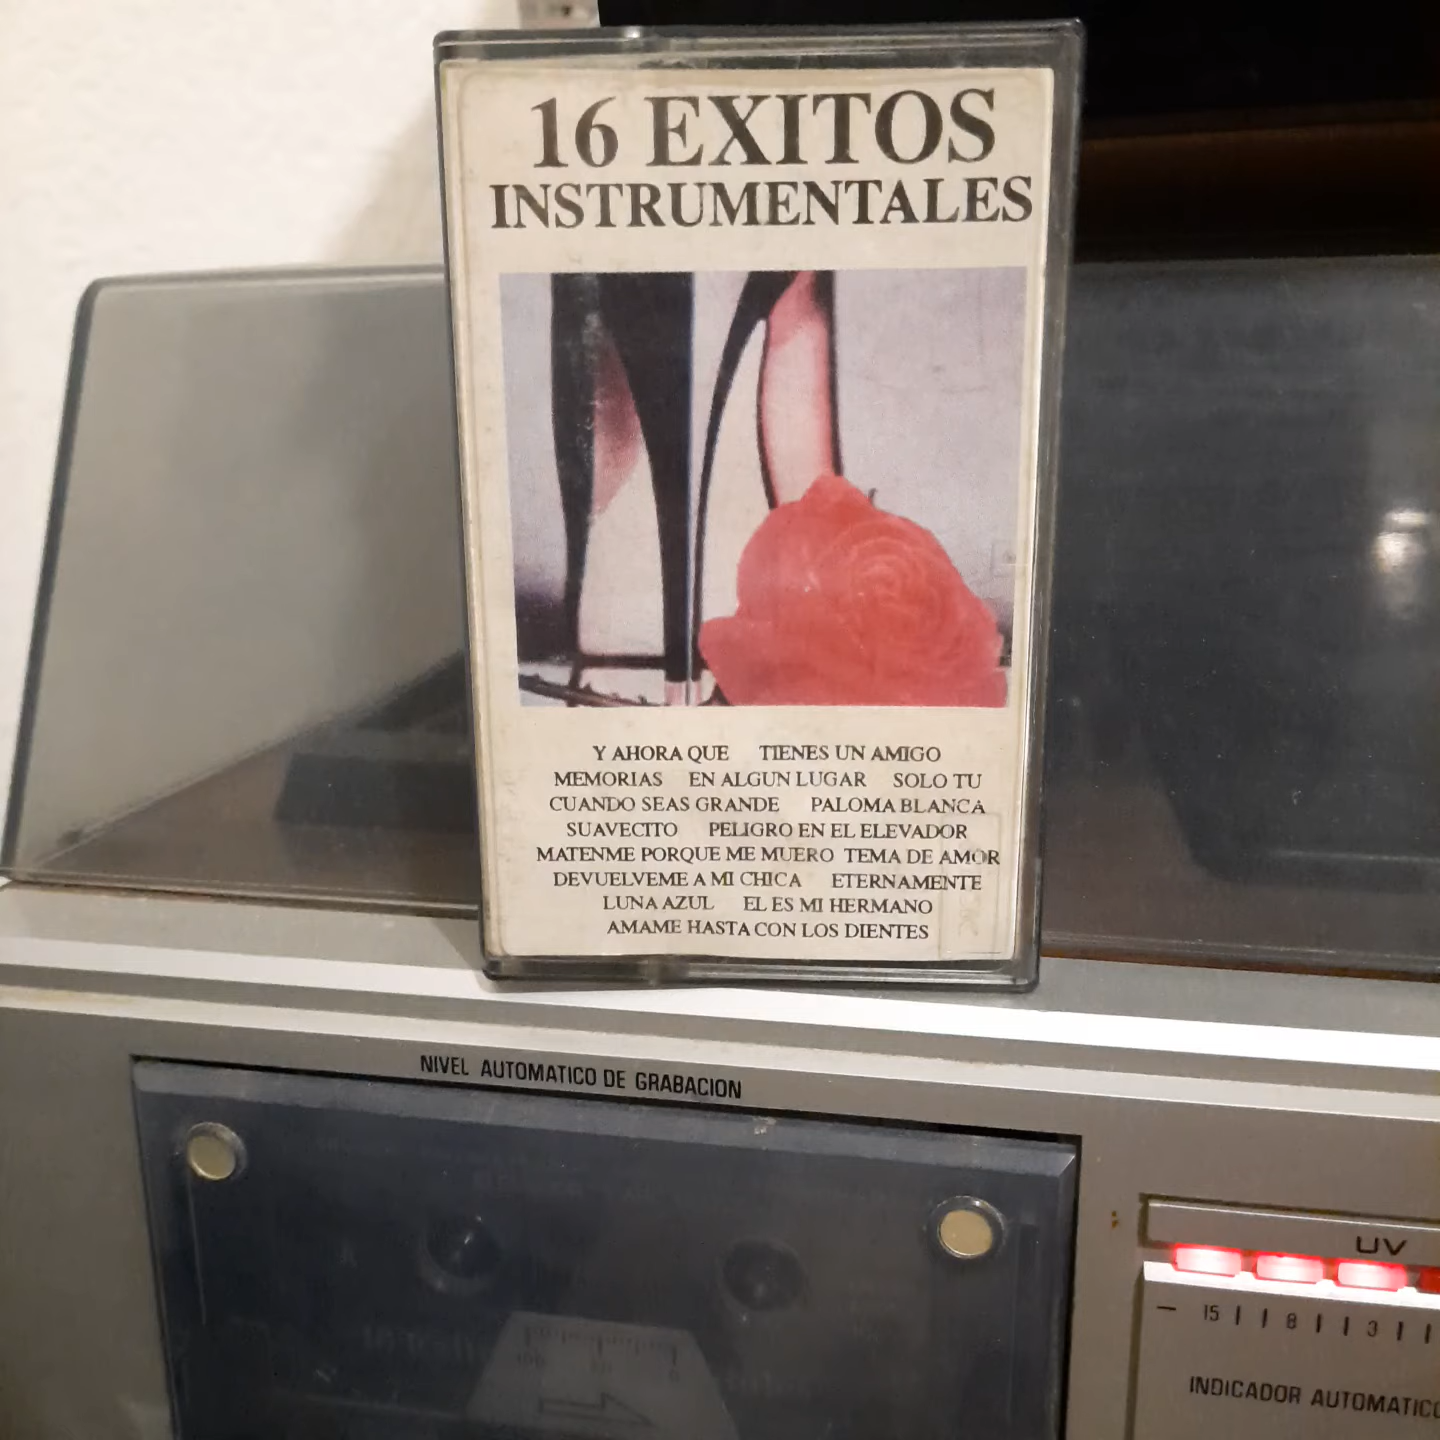 16 EXITOS
INSTRUMENTALES
Y AHORA QUE TIENES UN AMIGO
MEMORIAS EN ALGUN LUGAR SOLO TU
CUANDO SEAS GRANDE PALOMA BLANCA
SUAVECITO PELIGRO EN EL ELEVADOR
MATENME PORQUE ME MUERO TEMA DE AMOR
DEVUELVEME A MI CHICA ETERNAMENTE
LUNA AZUL EL ES MI HERMANO
AMAME HASTA CON LOS DIENTES
NIVEL AUTOMATICO DE GRABACION
UV
– 15 8 3
INDICADOR AUTOMATICO